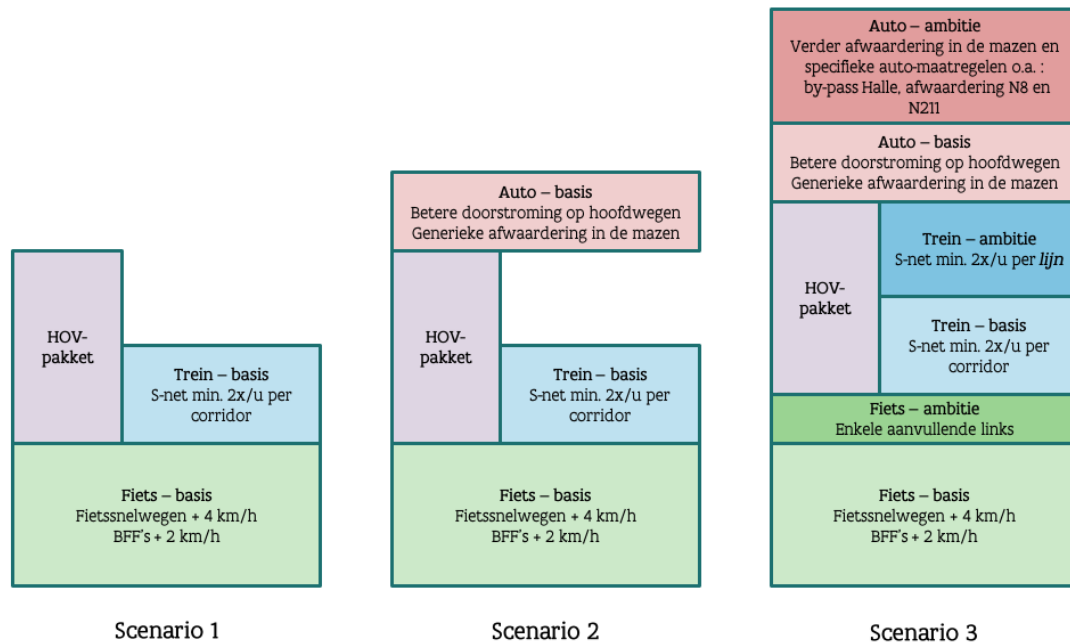 HOV-
pakket
Trein – basis
S-net min. 2x/u per
corridor
Fiets – basis
Fietssnelwegen + 4 km/h
BFF's + 2 km/h
Scenario 1
Auto – basis
Betere doorstroming op hoofdwegen
Generieke afwaardering in de mazen
HOV-
pakket
Trein – basis
S-net min. 2x/u per
corridor
Fiets – basis
Fietssnelwegen + 4 km/h
BFF's + 2 km/h
Scenario 2
Auto – ambitie
Verder afwaardering in de mazen en
specifieke auto-maatregelen o.a. :
by-pass Halle, afwaardering N8 en
N211
Auto – basis
Betere doorstroming op hoofdwegen
Generieke afwaardering in de mazen
HOV-
pakket
Trein – ambitie
S-net min. 2x/u per lijn
Trein – basis
S-net min. 2x/u per
corridor
Fiets – ambitie
Enkele aanvullende links
Fiets – basis
Fietssnelwegen + 4 km/h
BFF's + 2 km/h
Scenario 3